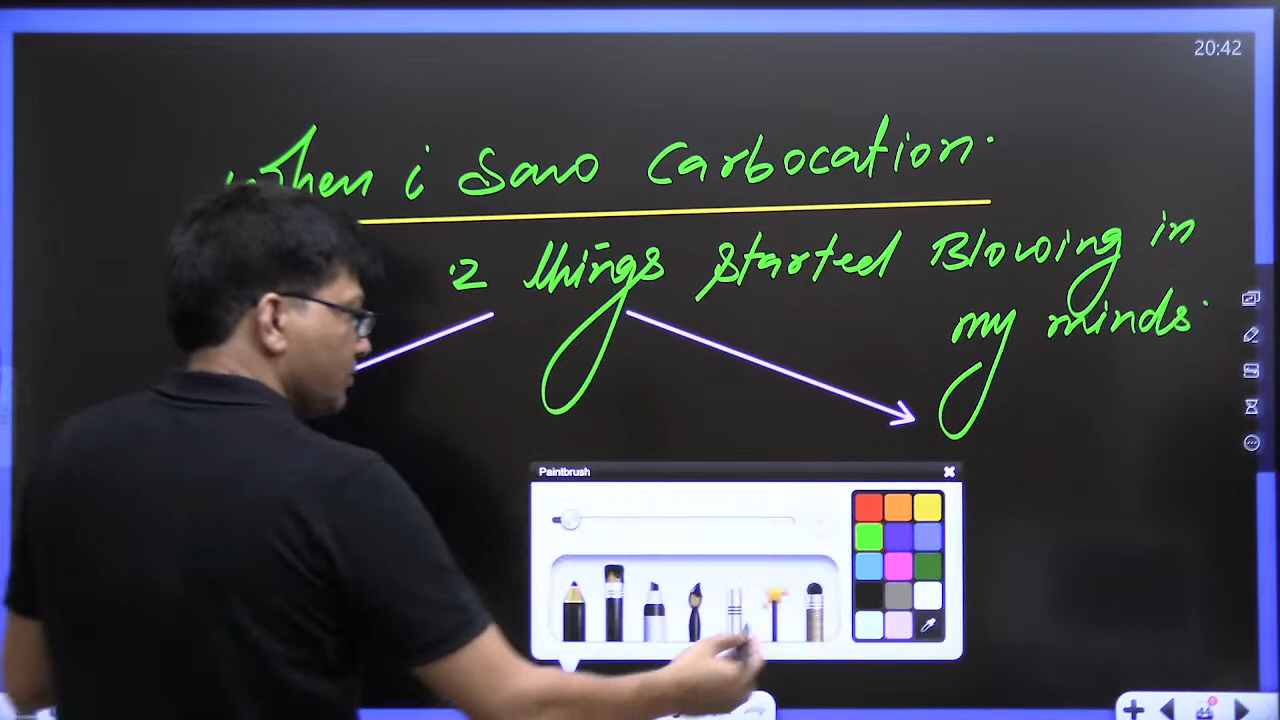 20:42
When i Saw Carbocation.
2 things started Blowing in
my minds.
Paintbrush